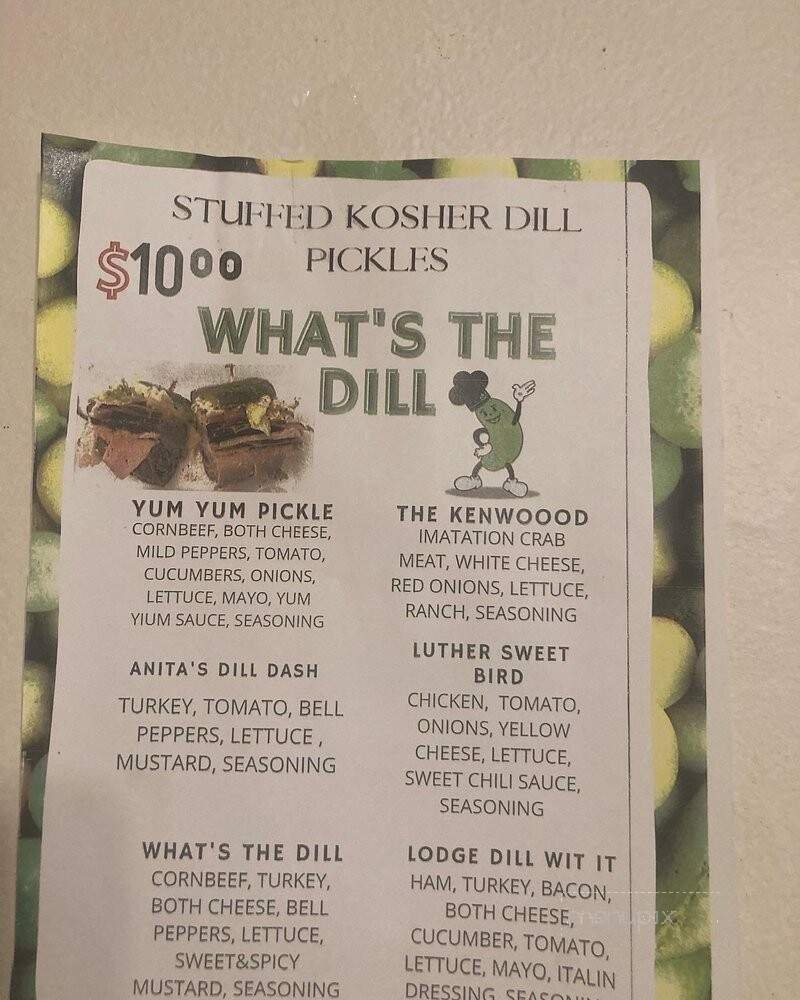 STUFFED KOSHER DILL
PICKLES
$10⁰⁰
WHAT'S THE
DILL
YUM YUM PICKLE
CORNBEEF, BOTH CHEESE,
MILD PEPPERS, TOMATO,
CUCUMBERS, ONIONS,
LETTUCE, MAYO, YUM
YIUM SAUCE, SEASONING
THE KENWOOOD
IMATATION CRAB
MEAT, WHITE CHEESE,
RED ONIONS, LETTUCE,
RANCH, SEASONING
ANITA'S DILL DASH
TURKEY, TOMATO, BELL
PEPPERS, LETTUCE ,
MUSTARD, SEASONING
LUTHER SWEET
BIRD
CHICKEN, TOMATO,
ONIONS, YELLOW
CHEESE, LETTUCE,
SWEET CHILI SAUCE,
SEASONING
WHAT'S THE DILL
CORNBEEF, TURKEY,
BOTH CHEESE, BELL
PEPPERS, LETTUCE,
SWEET&SPICY
MUSTARD, SEASONING
LODGE DILL WIT IT
HAM, TURKEY, BACON,
BOTH CHEESE,
CUCUMBER, TOMATO,
LETTUCE, MAYO, ITALIN
DRESSING, SEASONING
menupix